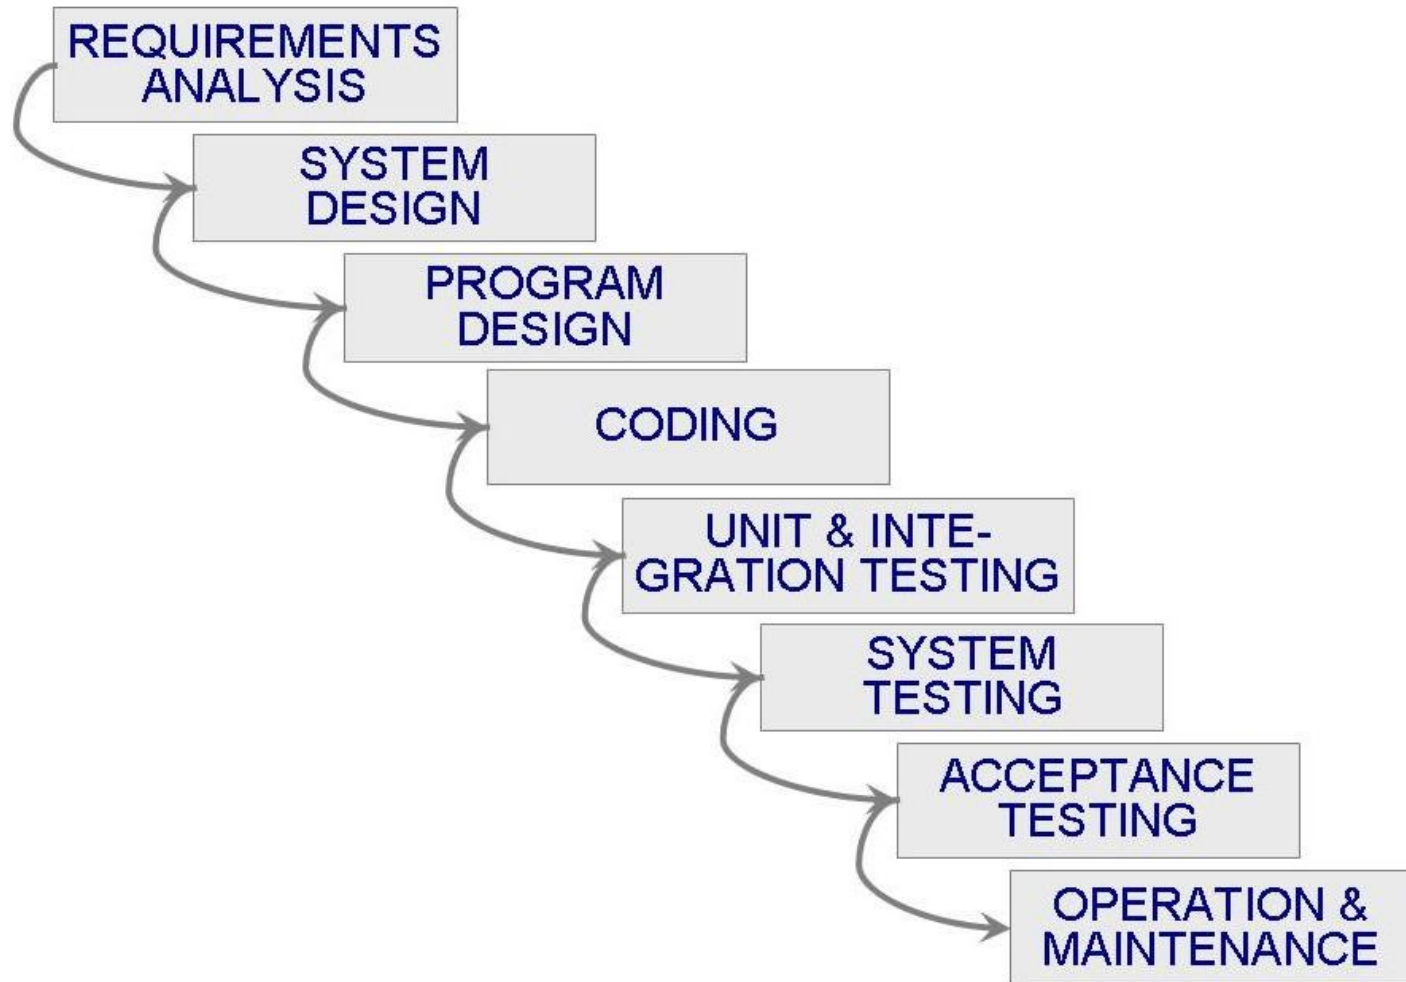 REQUIREMENTS
ANALYSIS
SYSTEM
DESIGN
PROGRAM
DESIGN
CODING
UNIT & INTE-
GRATION TESTING
SYSTEM
TESTING
ACCEPTANCE
TESTING
OPERATION &
MAINTENANCE